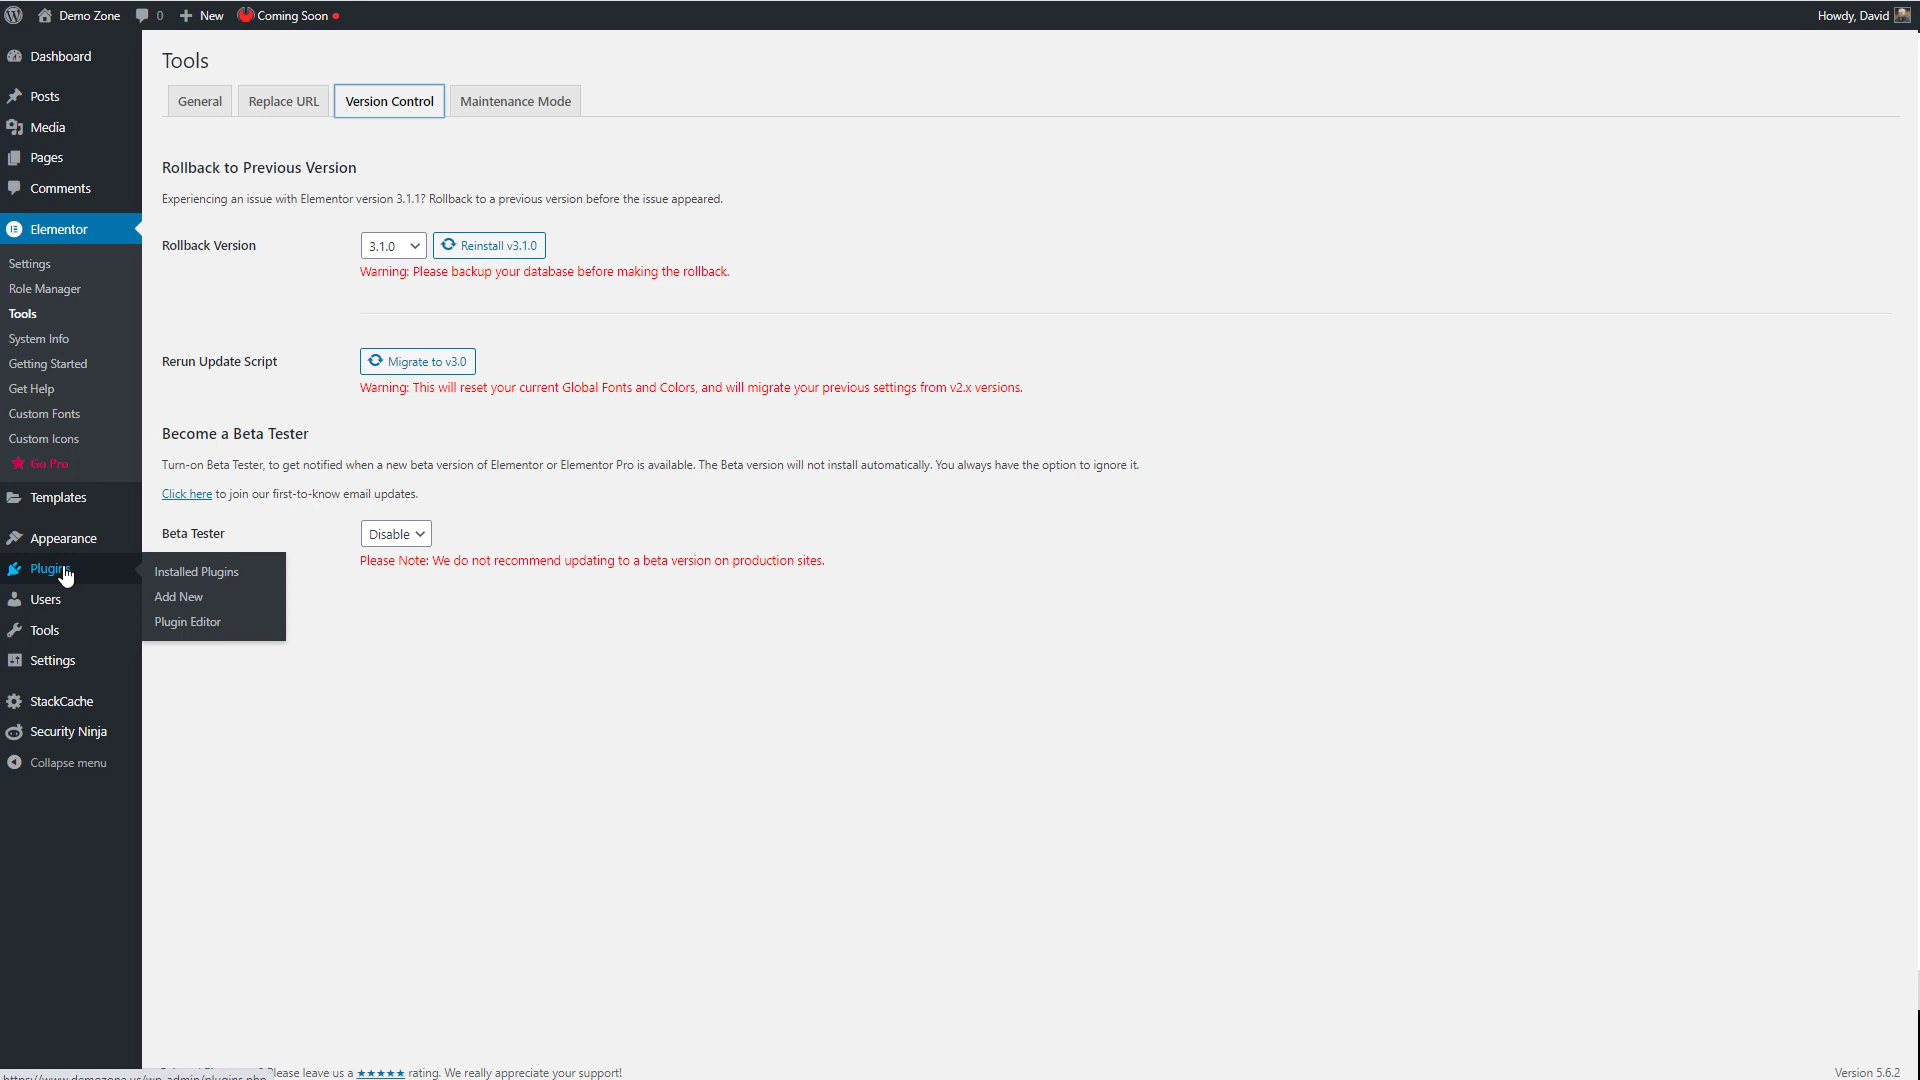 Demo Zone 0 New Coming Soon Howdy, David
Dashboard
Posts
Media
Pages
Comments
Elementor
Settings
Role Manager
Tools
System Info
Getting Started
Get Help
Custom Fonts
Custom Icons
Go Pro
Templates
Appearance
Plugins
Users
Tools
Settings
StackCache
Security Ninja
Collapse menu
Installed Plugins
Add New
Plugin Editor
Tools
General Replace URL Version Control Maintenance Mode
Rollback to Previous Version
Experiencing an issue with Elementor version 3.1.1? Rollback to a previous version before the issue appeared.
Rollback Version 3.1.0 Reinstall v3.1.0
Warning: Please backup your database before making the rollback.
Rerun Update Script Migrate to v3.0
Warning: This will reset your current Global Fonts and Colors, and will migrate your previous settings from v2.x versions.
Become a Beta Tester
Turn-on Beta Tester, to get notified when a new beta version of Elementor or Elementor Pro is available. The Beta version will not install automatically. You always have the option to ignore it.
Click here to join our first-to-know email updates.
Beta Tester Disable
Please Note: We do not recommend updating to a beta version on production sites.
lease leave us a ★★★★★ rating. We really appreciate your support!
Version 5.6.2
https://www.demozone.us/wp-admin/plugins.php